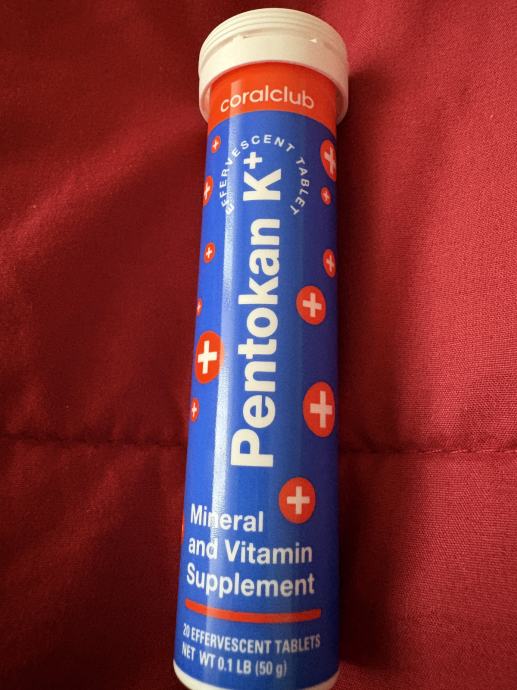 coralclub
EFFERVESCENT TABLET
Pentokan K+
Mineral
and Vitamin
Supplement
20 EFFERVESCENT TABLETS
NET WT 0.1 LB (50 g)